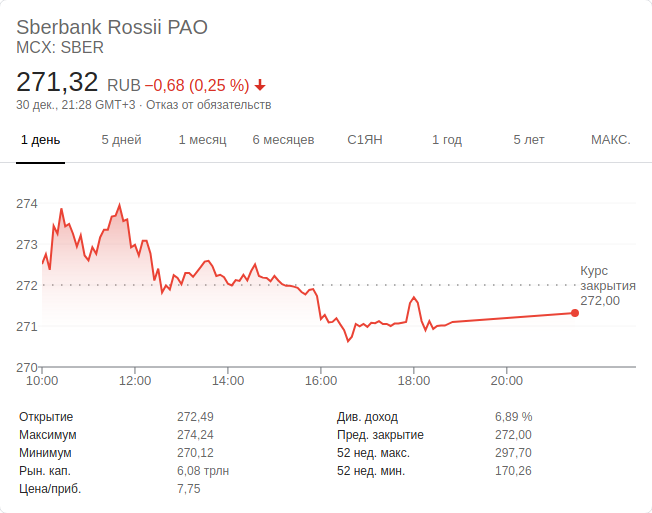 Sberbank Rossii PAO
MCX: SBER
271,32 RUB −0,68 (0,25 %)
30 дек., 21:28 GMT+3 · Отказ от обязательств
1 день 5 дней 1 месяц 6 месяцев С1ЯН 1 год 5 лет МАКС.
274
273
272
271
270
Курс
закрытия
272,00
10:00 12:00 14:00 16:00 18:00 20:00
Открытие 272,49 Див. доход 6,89 %
Максимум 274,24 Пред. закрытие 272,00
Минимум 270,12 52 нед. макс. 297,70
Рын. кап. 6,08 трлн 52 нед. мин. 170,26
Цена/приб. 7,75